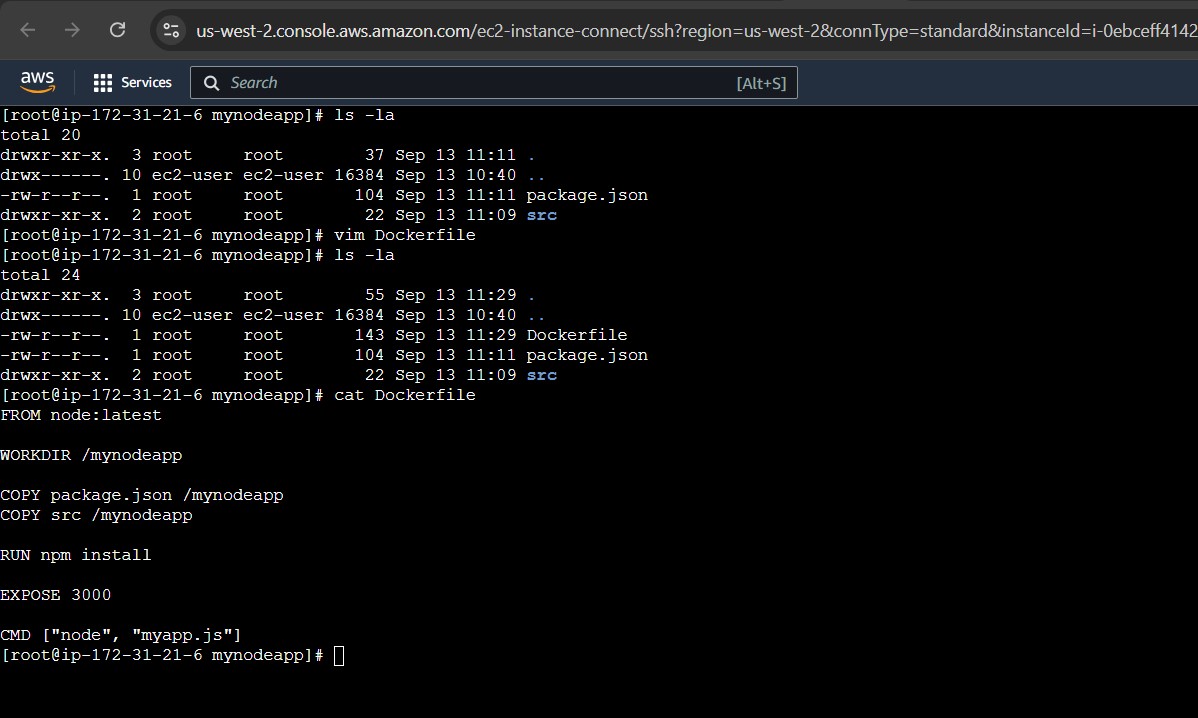 us-west-2.console.aws.amazon.com/ec2-instance-connect/ssh?region=us-west-2&connType=standard&instanceId=i-0ebceff4142
aws Services Search [Alt+S]
[root@ip-172-31-21-6 mynodeapp]# ls -la
total 20
drwxr-xr-x.  3 root     root        37 Sep 13 11:11 .
drwx------. 10 ec2-user ec2-user 16384 Sep 13 10:40 ..
-rw-r--r--.  1 root     root       104 Sep 13 11:11 package.json
drwxr-xr-x.  2 root     root        22 Sep 13 11:09 src
[root@ip-172-31-21-6 mynodeapp]# vim Dockerfile
[root@ip-172-31-21-6 mynodeapp]# ls -la
total 24
drwxr-xr-x.  3 root     root        55 Sep 13 11:29 .
drwx------. 10 ec2-user ec2-user 16384 Sep 13 10:40 ..
-rw-r--r--.  1 root     root       143 Sep 13 11:29 Dockerfile
-rw-r--r--.  1 root     root       104 Sep 13 11:11 package.json
drwxr-xr-x.  2 root     root        22 Sep 13 11:09 src
[root@ip-172-31-21-6 mynodeapp]# cat Dockerfile
FROM node:latest
WORKDIR /mynodeapp
COPY package.json /mynodeapp
COPY src /mynodeapp
RUN npm install
EXPOSE 3000
CMD ["node", "myapp.js"]
[root@ip-172-31-21-6 mynodeapp]#